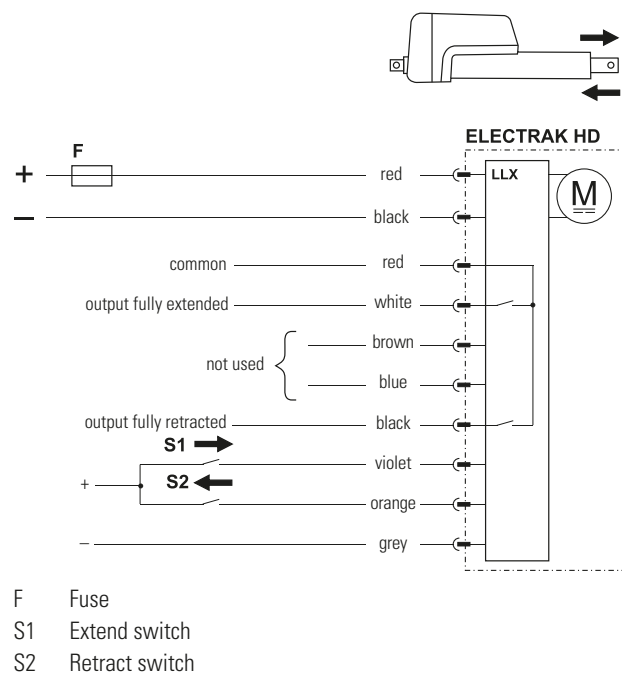 ELECTRAK HD
F
+ red LLX M
− black
common red
output fully extended white
not used brown
blue
output fully retracted black
S1
violet
+ S2
orange
− grey
F Fuse
S1 Extend switch
S2 Retract switch